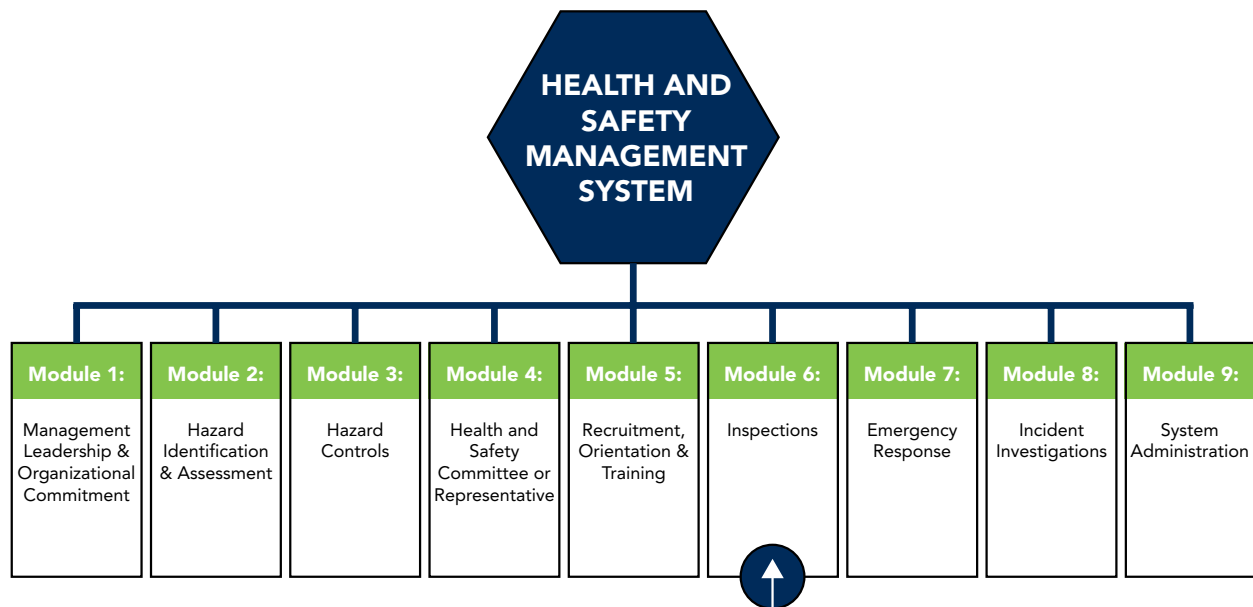 HEALTH AND
SAFETY
MANAGEMENT
SYSTEM
Module 1:
Management
Leadership &
Organizational
Commitment
Module 2:
Hazard
Identification
& Assessment
Module 3:
Hazard
Controls
Module 4:
Health and
Safety
Committee or
Representative
Module 5:
Recruitment,
Orientation &
Training
Module 6:
Inspections
Module 7:
Emergency
Response
Module 8:
Incident
Investigations
Module 9:
System
Administration